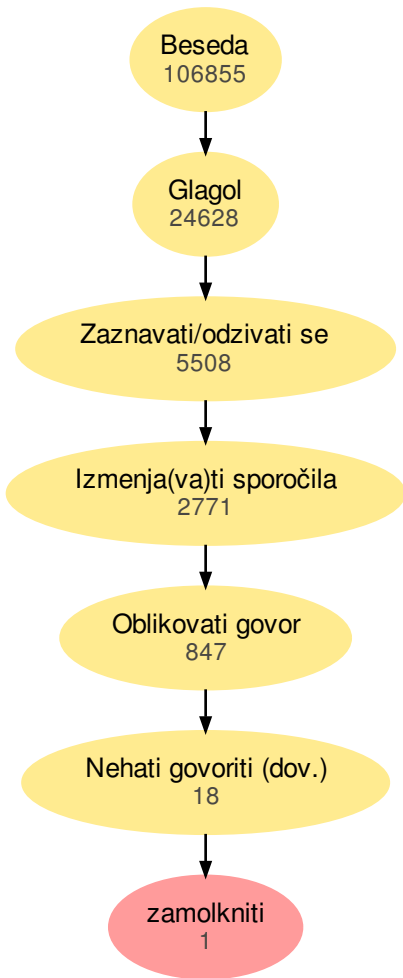 Beseda
106855
Glagol
24628
Zaznavati/odzivati se
5508
Izmenja(va)ti sporočila
2771
Oblikovati govor
847
Nehati govoriti (dov.)
18
zamolkniti
1